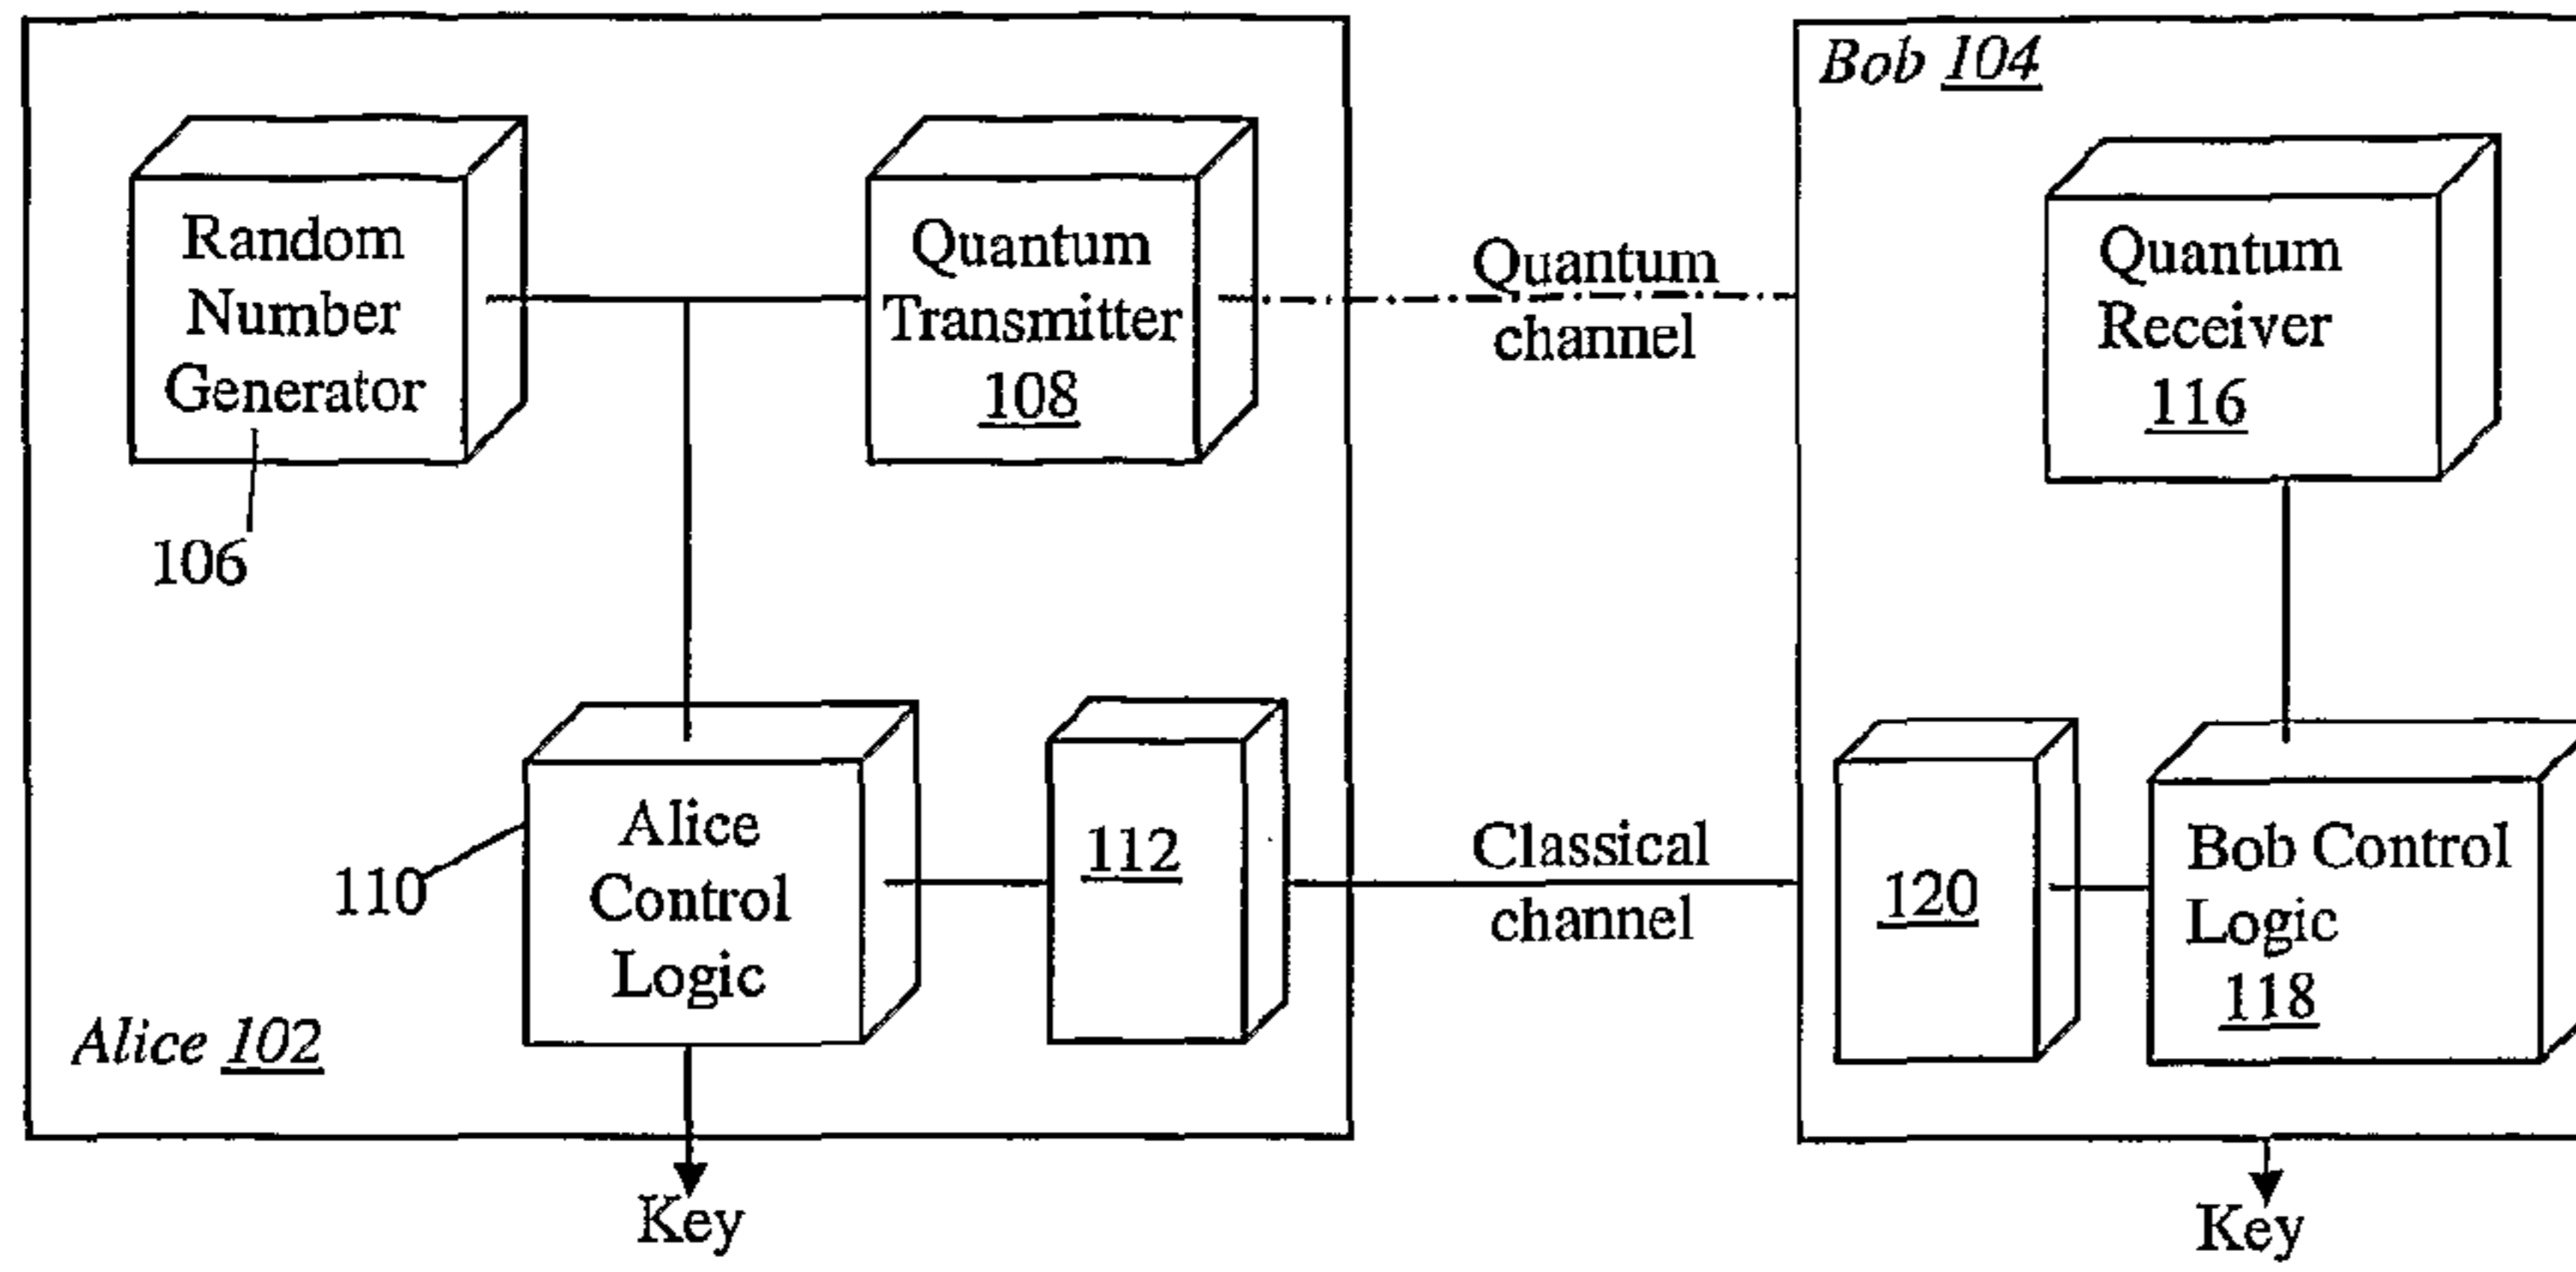 Bob 104
Random
Number
Generator
106
Quantum
Transmitter
108
Quantum
channel
Quantum
Receiver
116
110
Alice
Control
Logic
112
Classical
channel
120
Bob Control
Logic
118
Alice 102
Key
Key